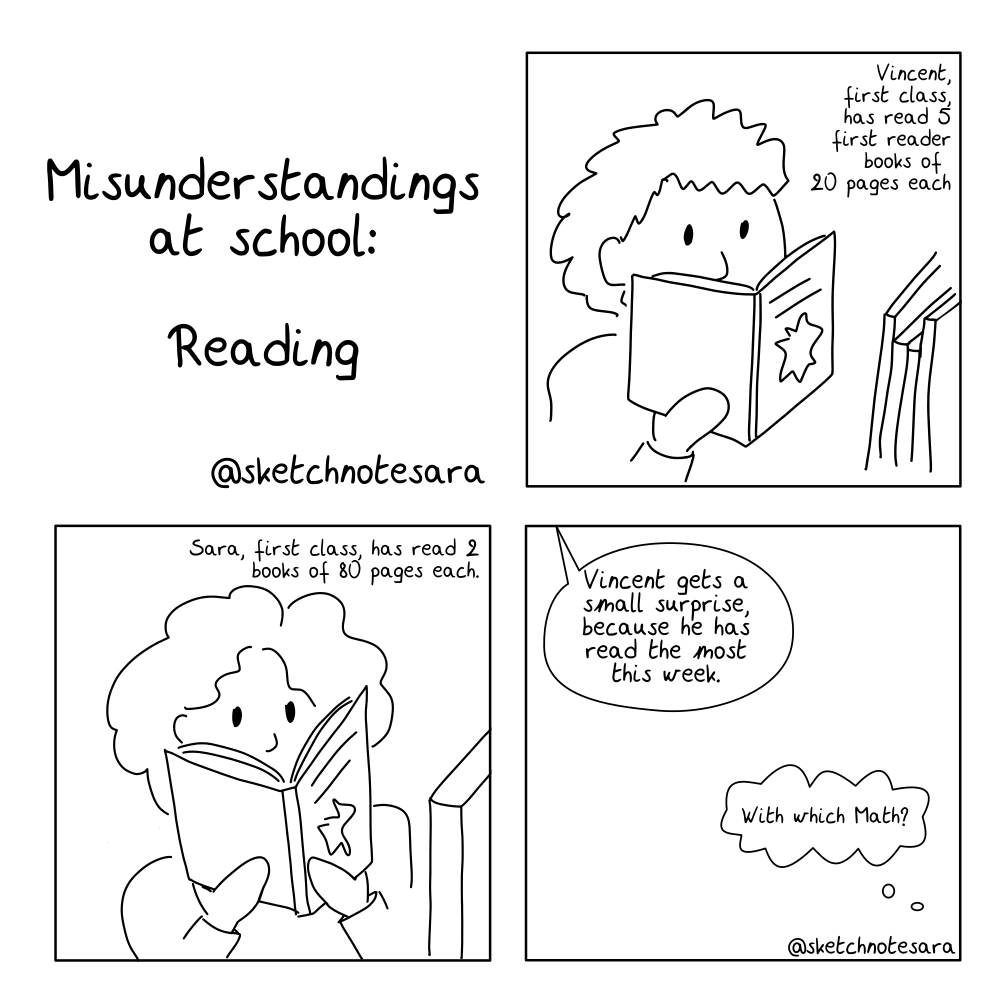 Misunderstandings
at school:
Reading
@sketchnotesara
Vincent,
first class,
has read 5
first reader
books of
20 pages each
Sara, first class, has read 2
books of 80 pages each.
Vincent gets a
small surprise,
because he has
read the most
this week.
With which Math?
@sketchnotesara